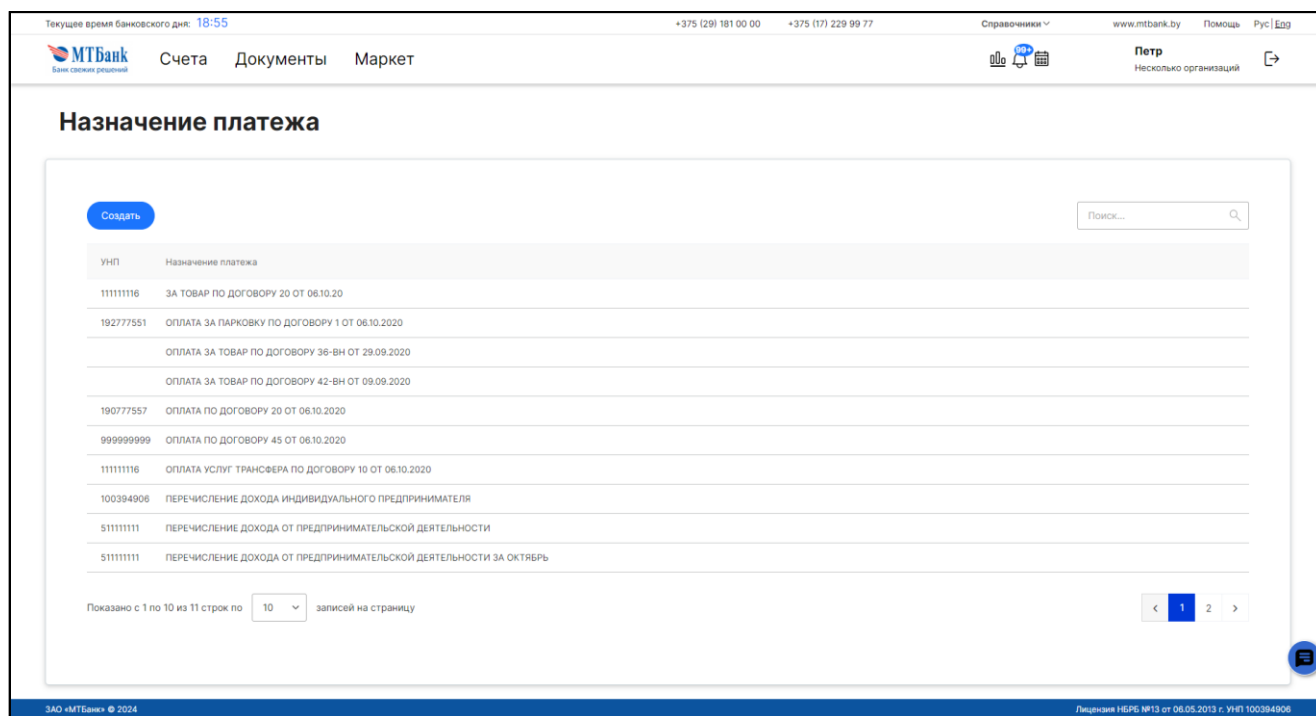 Текущее время банковского дня: 18:55 +375 (29) 181 00 00 +375 (17) 229 99 77 Справочники www.mtbank.by Помощь Рус | Eng
МТБанк Счета Документы Маркет 99+ Петр
Банк свежих решений Несколько организаций
Назначение платежа
Создать Поиск...
УНП Назначение платежа
111111116 ЗА ТОВАР ПО ДОГОВОРУ 20 ОТ 06.10.20
192777551 ОПЛАТА ЗА ПАРКОВКУ ПО ДОГОВОРУ 1 ОТ 06.10.2020
ОПЛАТА ЗА ТОВАР ПО ДОГОВОРУ 36-ВН ОТ 29.09.2020
ОПЛАТА ЗА ТОВАР ПО ДОГОВОРУ 42-ВН ОТ 09.09.2020
190777557 ОПЛАТА ПО ДОГОВОРУ 20 ОТ 06.10.2020
999999999 ОПЛАТА ПО ДОГОВОРУ 45 ОТ 06.10.2020
111111116 ОПЛАТА УСЛУГ ТРАНСФЕРА ПО ДОГОВОРУ 10 ОТ 06.10.2020
100394906 ПЕРЕЧИСЛЕНИЕ ДОХОДА ИНДИВИДУАЛЬНОГО ПРЕДПРИНИМАТЕЛЯ
511111111 ПЕРЕЧИСЛЕНИЕ ДОХОДА ОТ ПРЕДПРИНИМАТЕЛЬСКОЙ ДЕЯТЕЛЬНОСТИ
511111111 ПЕРЕЧИСЛЕНИЕ ДОХОДА ОТ ПРЕДПРИНИМАТЕЛЬСКОЙ ДЕЯТЕЛЬНОСТИ ЗА ОКТЯБРЬ
Показано с 1 по 10 из 11 строк по 10 записей на страницу < 1 2 >
ЗАО «МТБанк» © 2024 Лицензия НБРБ №13 от 06.05.2013 г. УНП 100394906